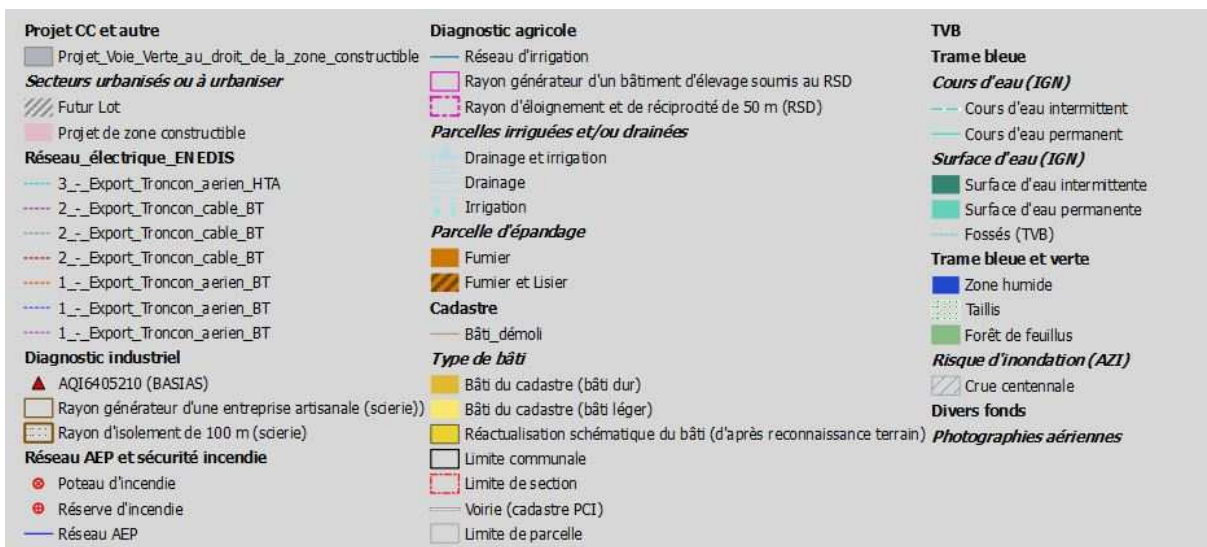 Projet CC et autre
Projet_Voie_Verte_au_droit_de_la_zone_constructible
Secteurs urbanisés ou à urbaniser
Futur Lot
Projet de zone constructible
Réseau_électrique_ENEDIS
3_-_Export_Troncon_aerien_HTA
2_-_Export_Troncon_cable_BT
2_-_Export_Troncon_cable_BT
2_-_Export_Troncon_cable_BT
1_-_Export_Troncon_aerien_BT
1_-_Export_Troncon_aerien_BT
1_-_Export_Troncon_aerien_BT
Diagnostic industriel
AQI6405210 (BASIAS)
Rayon générateur d'une entreprise artisanale (scierie))
Rayon d'isolement de 100 m (scierie)
Réseau AEP et sécurité incendie
Poteau d'incendie
Réserve d'incendie
Réseau AEP
Diagnostic agricole
Réseau d'irrigation
Rayon générateur d'un bâtiment d'élevage soumis au RSD
Rayon d'éloignement et de réciprocité de 50 m (RSD)
Parcelles irriguées et/ou drainées
Drainage et irrigation
Drainage
Irrigation
Parcelle d'épandage
Fumier
Fumier et Lisier
Cadastre
Bâti_démoli
Type de bâti
Bâti du cadastre (bâti dur)
Bâti du cadastre (bâti léger)
Réactualisation schématique du bâti (d'après reconnaissance terrain)
Limite communale
Limite de section
Voirie (cadastre PCI)
Limite de parcelle
TVB
Trame bleue
Cours d'eau (IGN)
Cours d'eau intermittent
Cours d'eau permanent
Surface d'eau (IGN)
Surface d'eau intermittente
Surface d'eau permanente
Fossés (TVB)
Trame bleue et verte
Zone humide
Taillis
Forêt de feuillus
Risque d'inondation (AZI)
Crue centennale
Divers fonds
Photographies aériennes